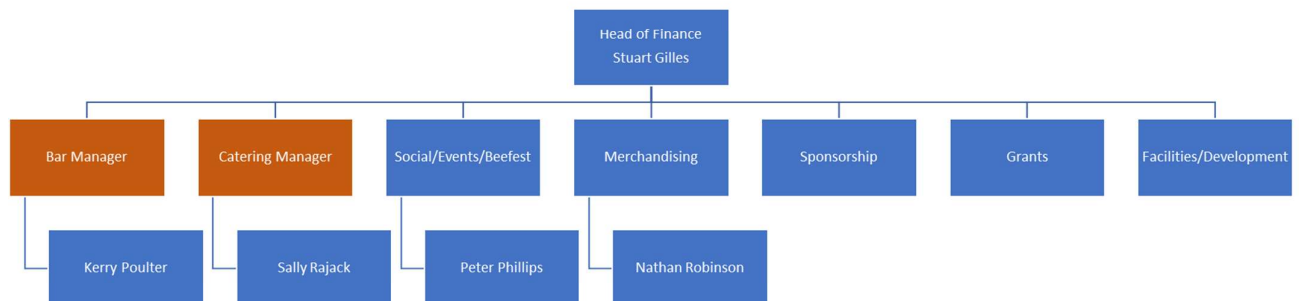 Head of Finance
Stuart Gilles
Bar Manager
Catering Manager
Social/Events/Beefest
Merchandising
Sponsorship
Grants
Facilities/Development
Kerry Poulter
Sally Rajack
Peter Phillips
Nathan Robinson